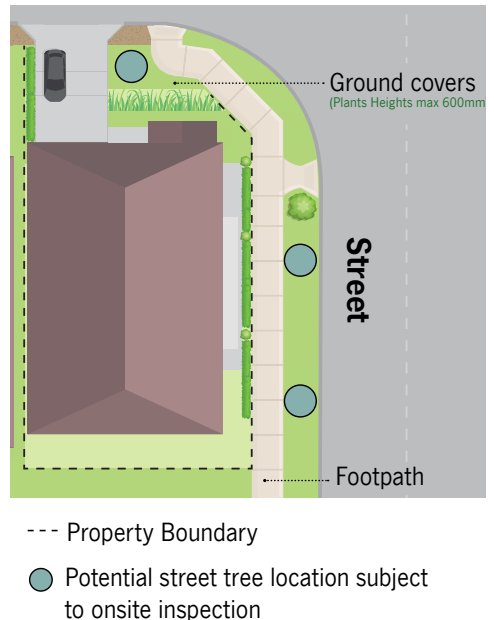 Ground covers
(Plants Heights max 600mm
Street
Footpath
Property Boundary
Potential street tree location subject
to onsite inspection